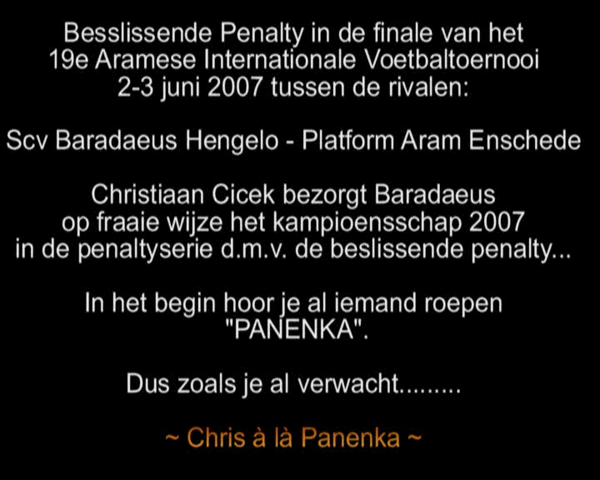 Besslissende Penalty in de finale van het
19e Aramese Internationale Voetbaltoernooi
2-3 juni 2007 tussen de rivalen:
Scv Baradaeus Hengelo - Platform Aram Enschede
Christiaan Cicek bezorgt Baradaeus
op fraaie wijze het kampioensschap 2007
in de penaltyserie d.m.v. de beslissende penalty...
In het begin hoor je al iemand roepen
"PANENKA".
Dus zoals je al verwacht.........
~ Chris à là Panenka ~